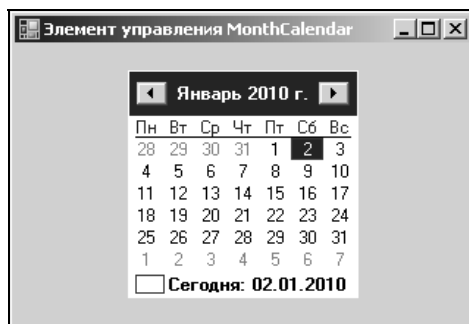 Элемент управления MonthCalendar
Январь 2010 г.
Пн Вт Ср Чт Пт Сб Вс
28 29 30 31 1 2 3
4 5 6 7 8 9 10
11 12 13 14 15 16 17
18 19 20 21 22 23 24
25 26 27 28 29 30 31
1 2 3 4 5 6 7
Сегодня: 02.01.2010